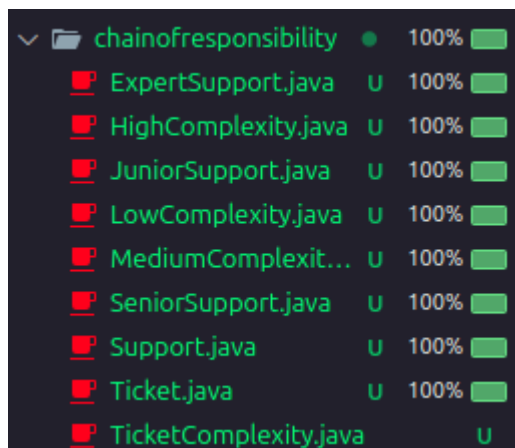 chainofresponsibility 100%
ExpertSupport.java U 100%
HighComplexity.java U 100%
JuniorSupport.java U 100%
LowComplexity.java U 100%
MediumComplexit... U 100%
SeniorSupport.java U 100%
Support.java U 100%
Ticket.java U 100%
TicketComplexity.java U